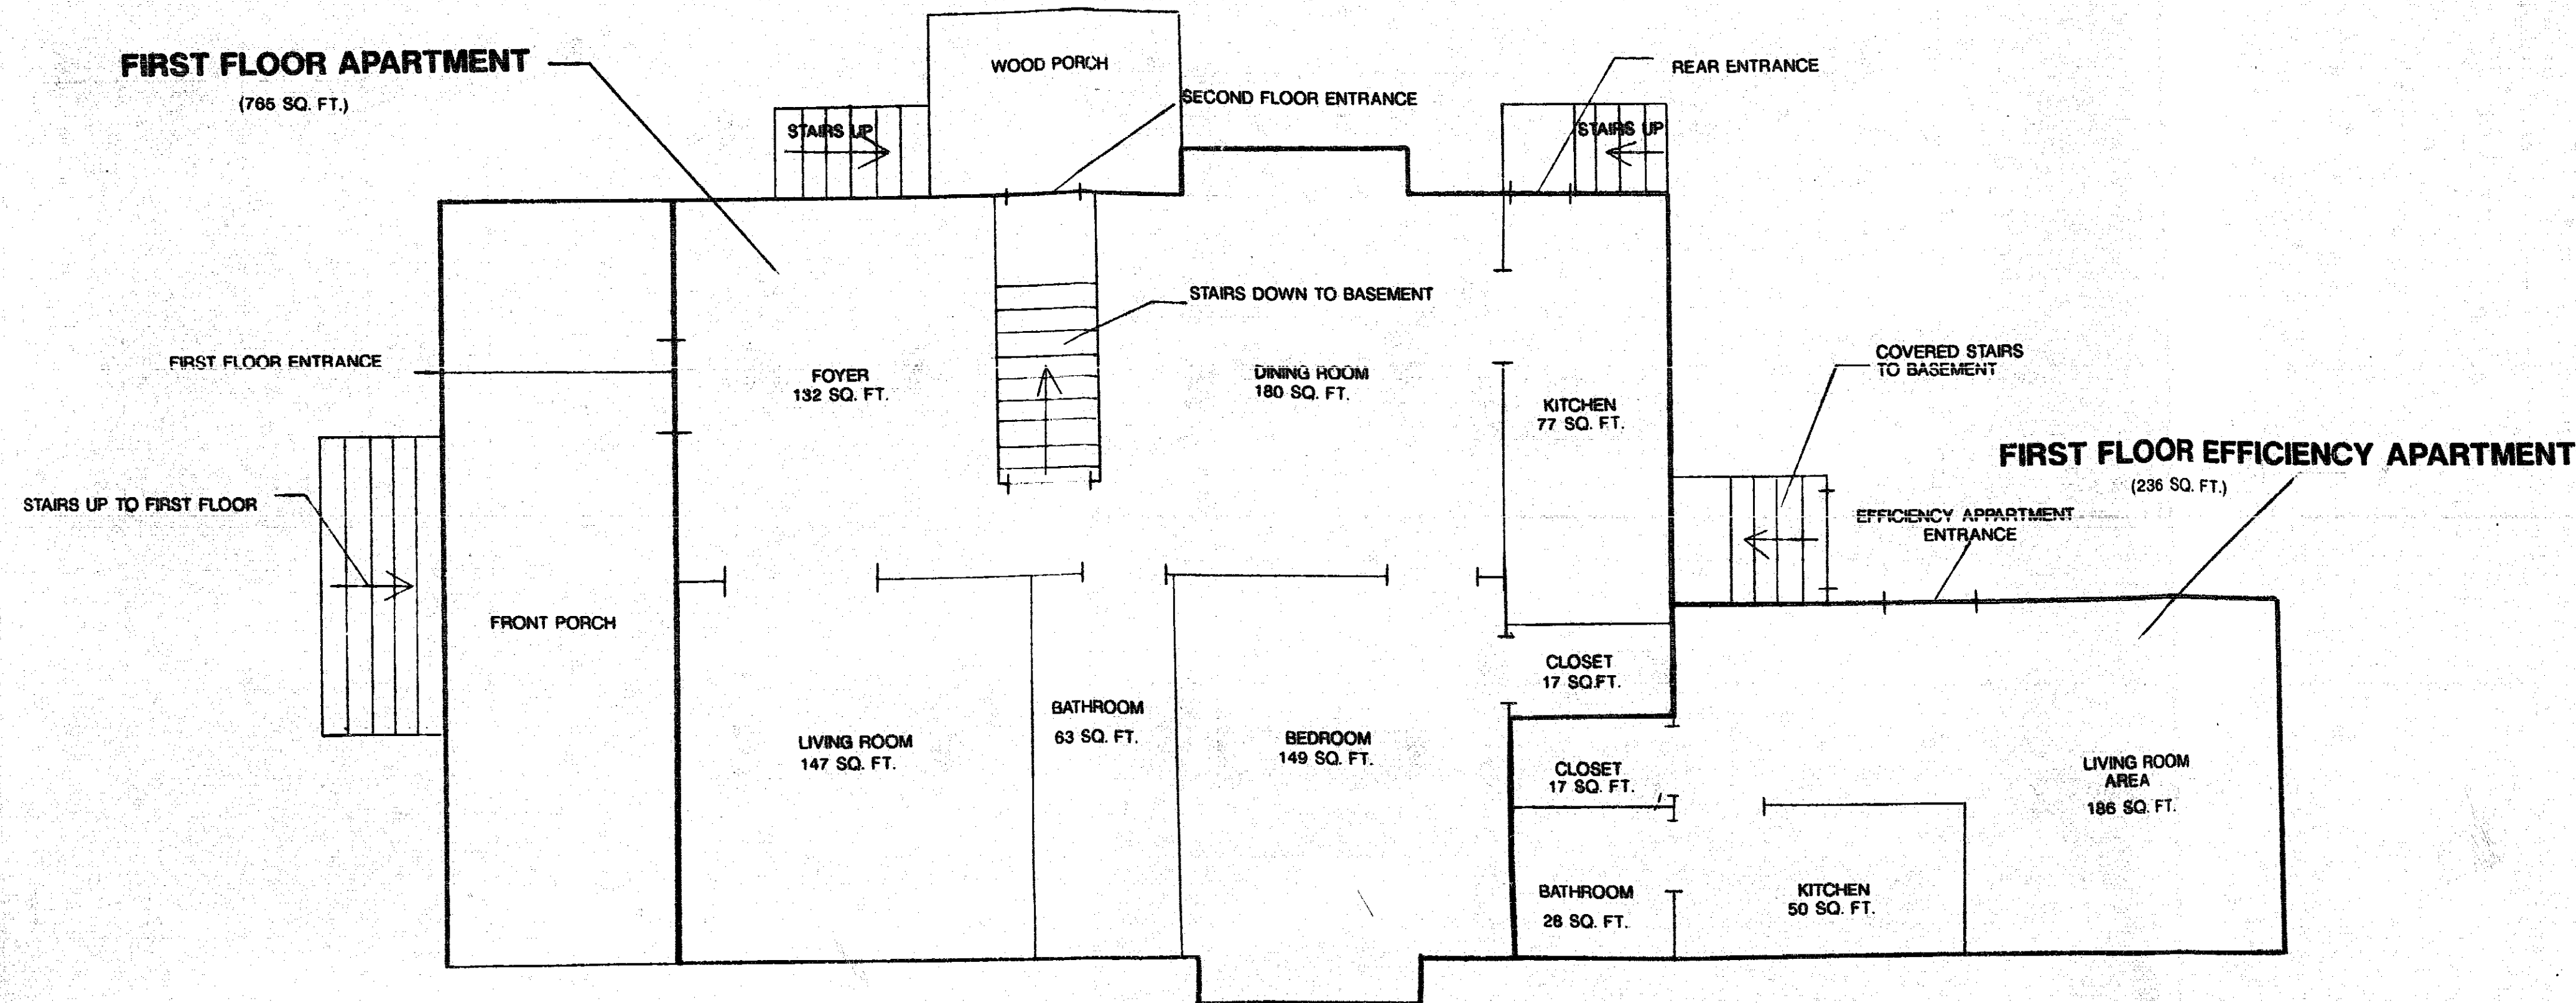 FIRST FLOOR APARTMENT
(765 SQ. FT.)
WOOD PORCH
REAR ENTRANCE
SECOND FLOOR ENTRANCE
STAIRS UP
STAIRS UP
STAIRS DOWN TO BASEMENT
FIRST FLOOR ENTRANCE
FOYER
132 SQ. FT.
DINING ROOM
180 SQ. FT.
KITCHEN
77 SQ. FT.
COVERED STAIRS
TO BASEMENT
FIRST FLOOR EFFICIENCY APARTMENT
(236 SQ. FT.)
STAIRS UP TO FIRST FLOOR
EFFICIENCY APPARTMENT
ENTRANCE
FRONT PORCH
CLOSET
17 SQ.FT.
LIVING ROOM
147 SQ. FT.
BATHROOM
63 SQ. FT.
BEDROOM
149 SQ. FT.
CLOSET
17 SQ. FT.
LIVING ROOM
AREA
186 SQ. FT.
BATHROOM
28 SQ. FT.
KITCHEN
50 SQ. FT.